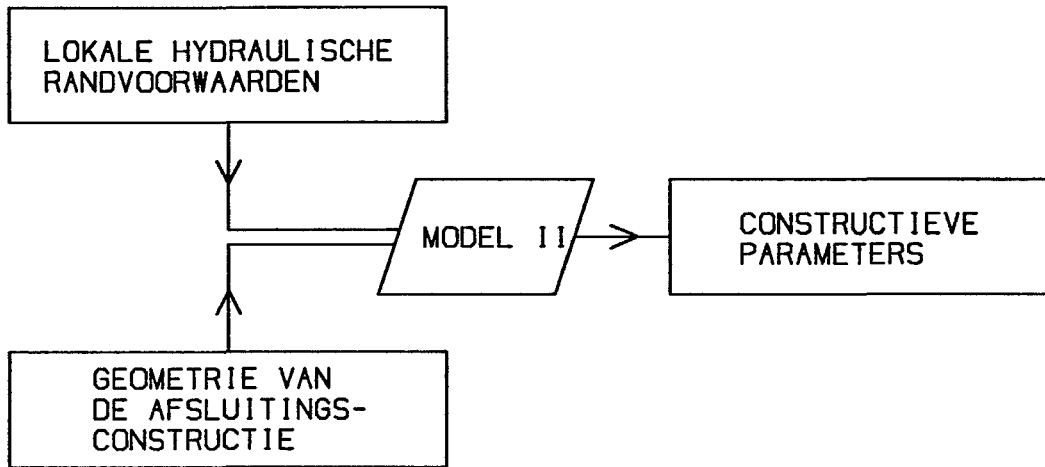 LOKALE HYDRAULISCHE
RANDVOORWAARDEN
MODEL II
CONSTRUCTIEVE
PARAMETERS
GEOMETRIE VAN
DE AFSLUITINGS-
CONSTRUCTIE